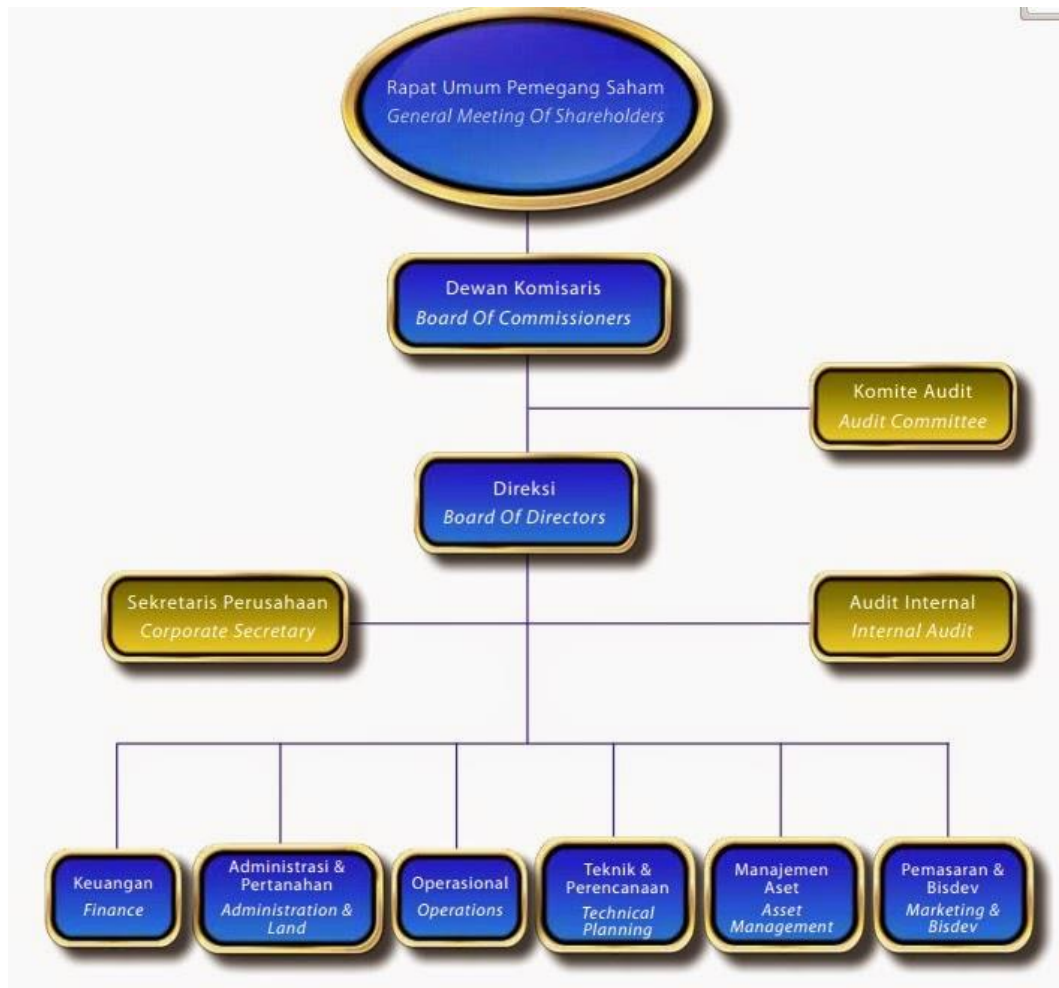 Rapat Umum Pemegang Saham
General Meeting Of Shareholders
Dewan Komisaris
Board Of Commissioners
Komite Audit
Audit Committee
Direksi
Board Of Directors
Sekretaris Perusahaan
Corporate Secretary
Audit Internal
Internal Audit
Keuangan
Finance
Administrasi &
Pertanahan
Administration &
Land
Operasional
Operations
Teknik &
Perencanaan
Technical
Planning
Manajemen
Aset
Asset
Management
Pemasaran &
Bisdev
Marketing &
Bisdev